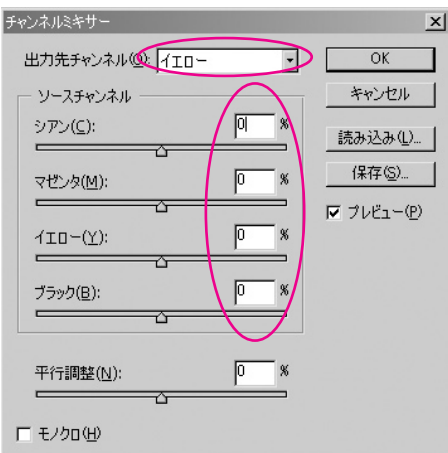 チャンネルミキサー
出力先チャンネル(O): イエロー
OK
ソースチャンネル
キャンセル
シアン(C): 0 %
読み込み(L)...
マゼンタ(M): 0 %
保存(S)...
プレビュー(P)
イエロー(Y): 0 %
ブラック(B): 0 %
平行調整(N): 0 %
モノクロ(H)